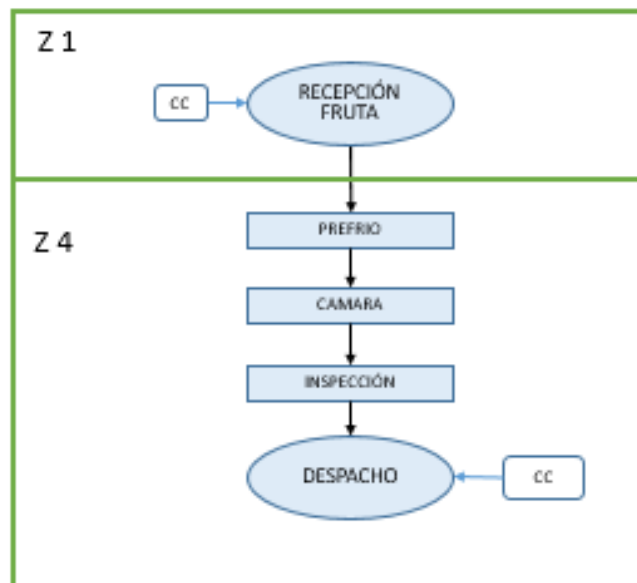 Z 1
RECEPCIÓN
FRUTA
CC
PREFRIO
Z 4
CAMARA
INSPECCIÓN
DESPACHO
CC